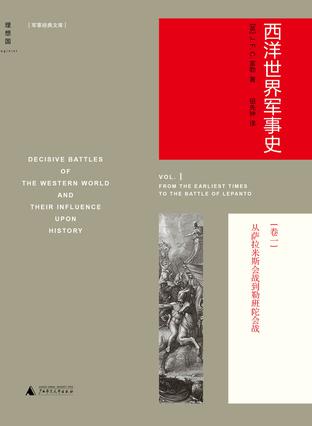 理想国
imaginist
【军事经典文库】
西洋世界军事史
[英] J. F. C. 富勒 著
钮先钟 译
DECISIVE BATTLES
OF
THE WESTERN WORLD
AND
THEIR INFLUENCE
UPON
HISTORY
VOL. I
FROM THE EARLIEST TIMES
TO THE BATTLE OF LEPANTO
【卷一】
从萨拉米斯会战到勒班陀会战
广西师范大学出版社